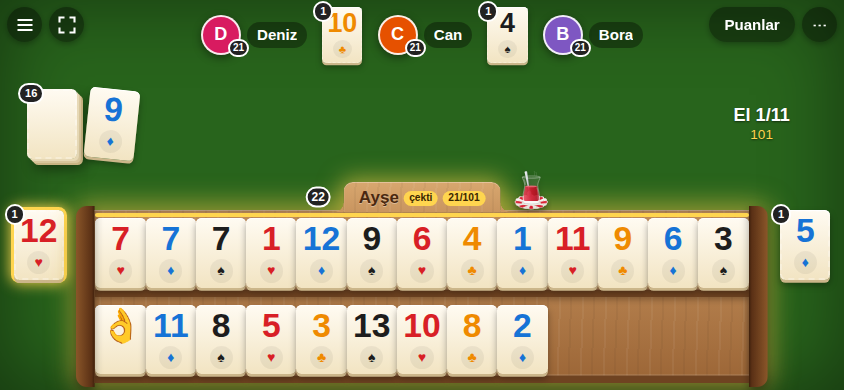 D 21 Deniz 1 10 C 21 Can 1 4 B 21 Bora Puanlar ...
16 9
El 1/11
101
22 Ayşe çekti 21/101
1 12 1 5
7 7 7 1 12 9 6 4 1 11 9 6 3
11 8 5 3 13 10 8 2